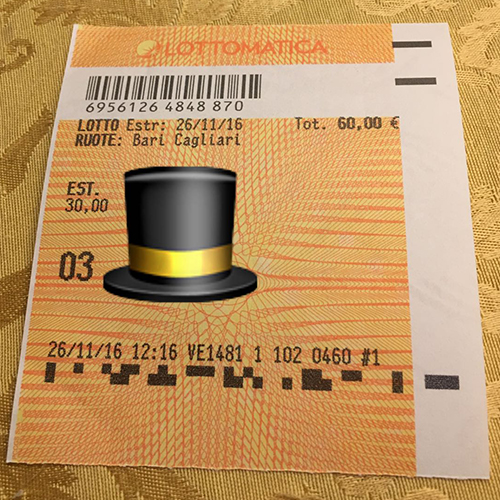 LOTTOMATICA
6956126 4848 870
LOTTO Estr: 26/11/16 Tot. 60,00 €
RUOTE: Bari Cagliari
EST.
30,00
03
26/11/16 12:16 VE1481 1 102 0460 #1